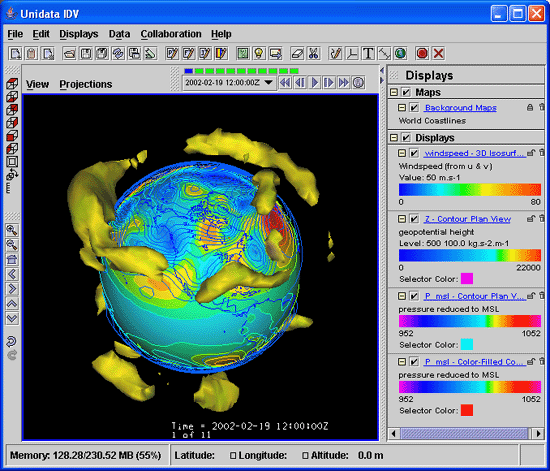 Unidata IDV
File Edit Displays Data Collaboration Help
View Projections
2002-02-19 12:00:00Z
Displays
Maps
Background Maps
World Coastlines
Displays
windspeed - 3D Isosurf...
Windspeed (from u & v)
Value: 50 m.s-1
0 80
Z - Contour Plan View
geopotential height
Level: 500 100.0 kg.s-2.m-1
0 22000
Selector Color:
P_msl - Contour Plan V...
pressure reduced to MSL
952 1052
Selector Color:
P_msl - Color-Filled Co...
pressure reduced to MSL
952 1052
Selector Color:
Time = 2002-02-19 12:00:00Z
1 of 11
Memory: 128.28/230.52 MB (55%) Latitude: Longitude: Altitude: 0.0 m